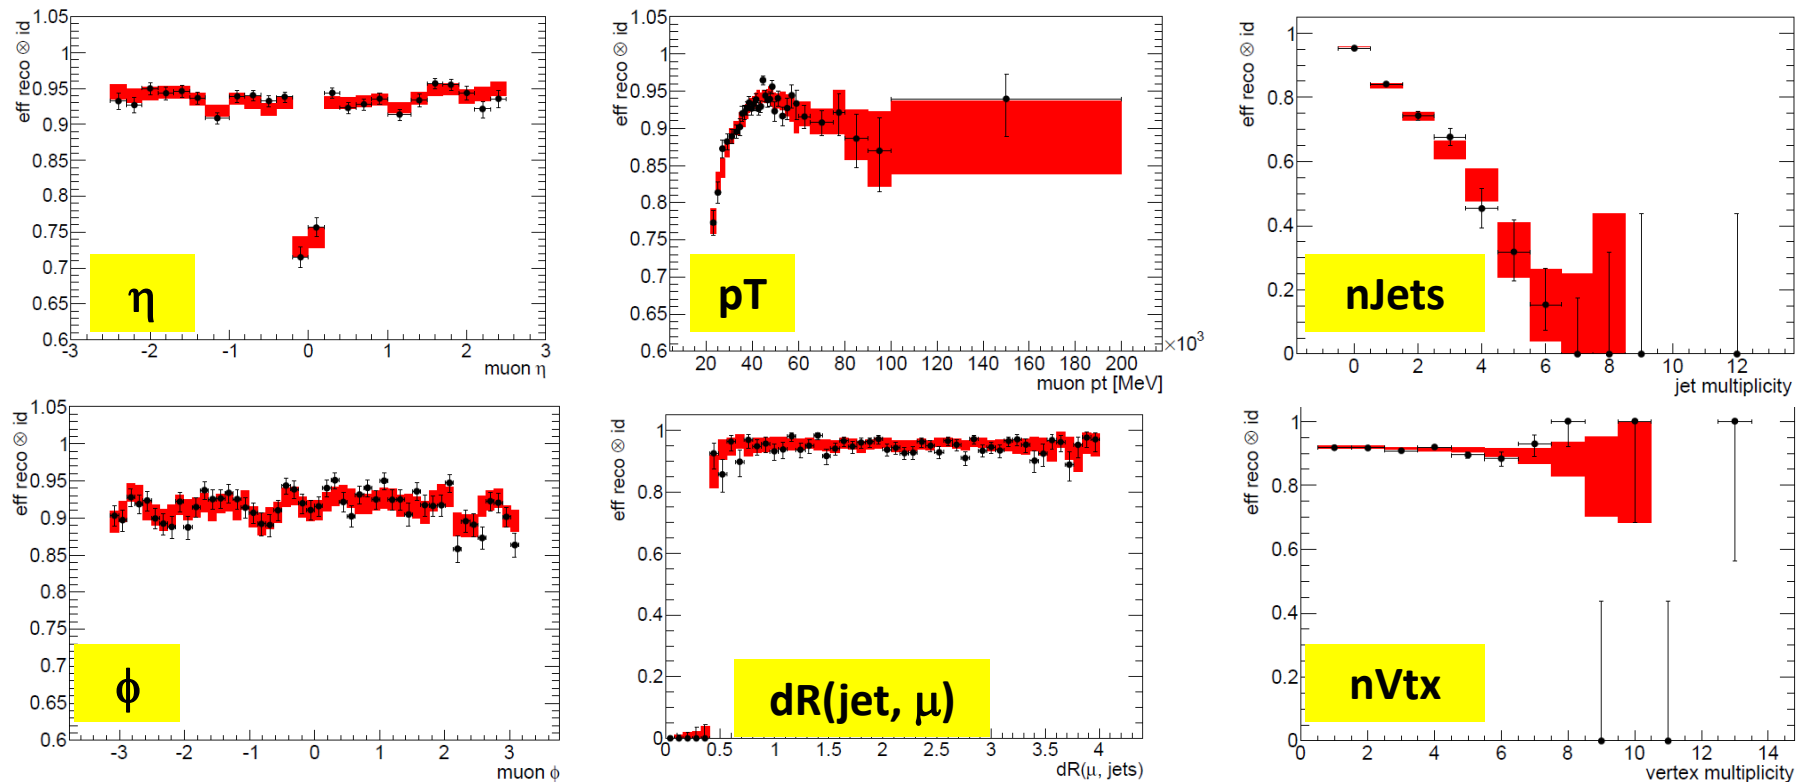 eff reco ⊗ id
1.05
1
0.95
0.9
0.85
0.8
0.75
0.7
0.65
0.6
-3 -2 -1 0 1 2 3
muon η
η
eff reco ⊗ id
1.05
1
0.95
0.9
0.85
0.8
0.75
0.7
0.65
0.6
20 40 60 80 100 120 140 160 180 200
×10³
muon pt [MeV]
pT
eff reco ⊗ id
1
0.8
0.6
0.4
0.2
0
0 2 4 6 8 10 12
jet multiplicity
nJets
eff reco ⊗ id
1.05
1
0.95
0.9
0.85
0.8
0.75
0.7
0.65
0.6
-3 -2 -1 0 1 2 3
muon ϕ
ϕ
eff reco ⊗ id
1
0.8
0.6
0.4
0.2
0
0.5 1 1.5 2 2.5 3 3.5 4
dR(μ, jets)
dR(jet, μ)
eff reco ⊗ id
1
0.8
0.6
0.4
0.2
0
0 2 4 6 8 10 12 14
vertex multiplicity
nVtx